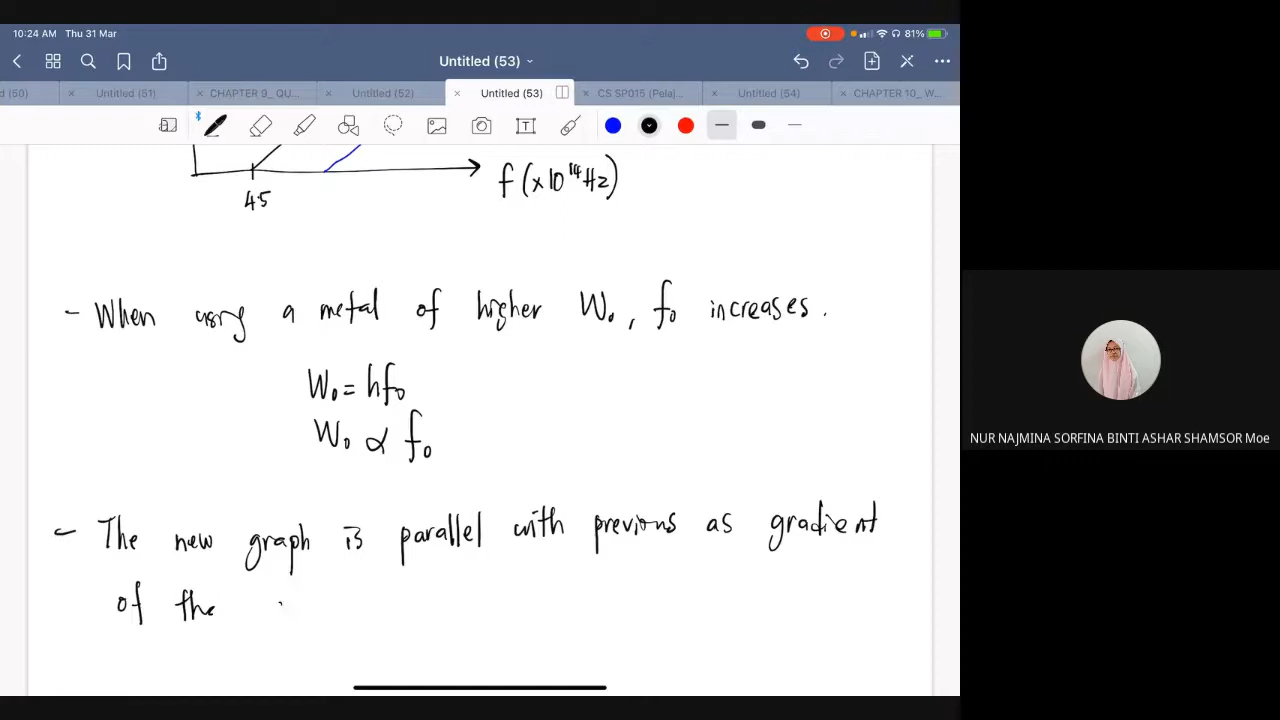 10:24 AM Thu 31 Mar
81%
Untitled (53)
d (50)
Untitled (51)
CHAPTER 9_ QU...
Untitled (52)
Untitled (53)
CS SP015 (Pelaj...
Untitled (54)
CHAPTER 10_ W...
f (x10¹⁴Hz)
45
- When using a metal of higher W₀, f₀ increases.
W₀ = hf₀
W₀ ∝ f₀
- The new graph is parallel with previous as gradient
of the
NUR NAJMINA SORFINA BINTI ASHAR SHAMSOR Moe